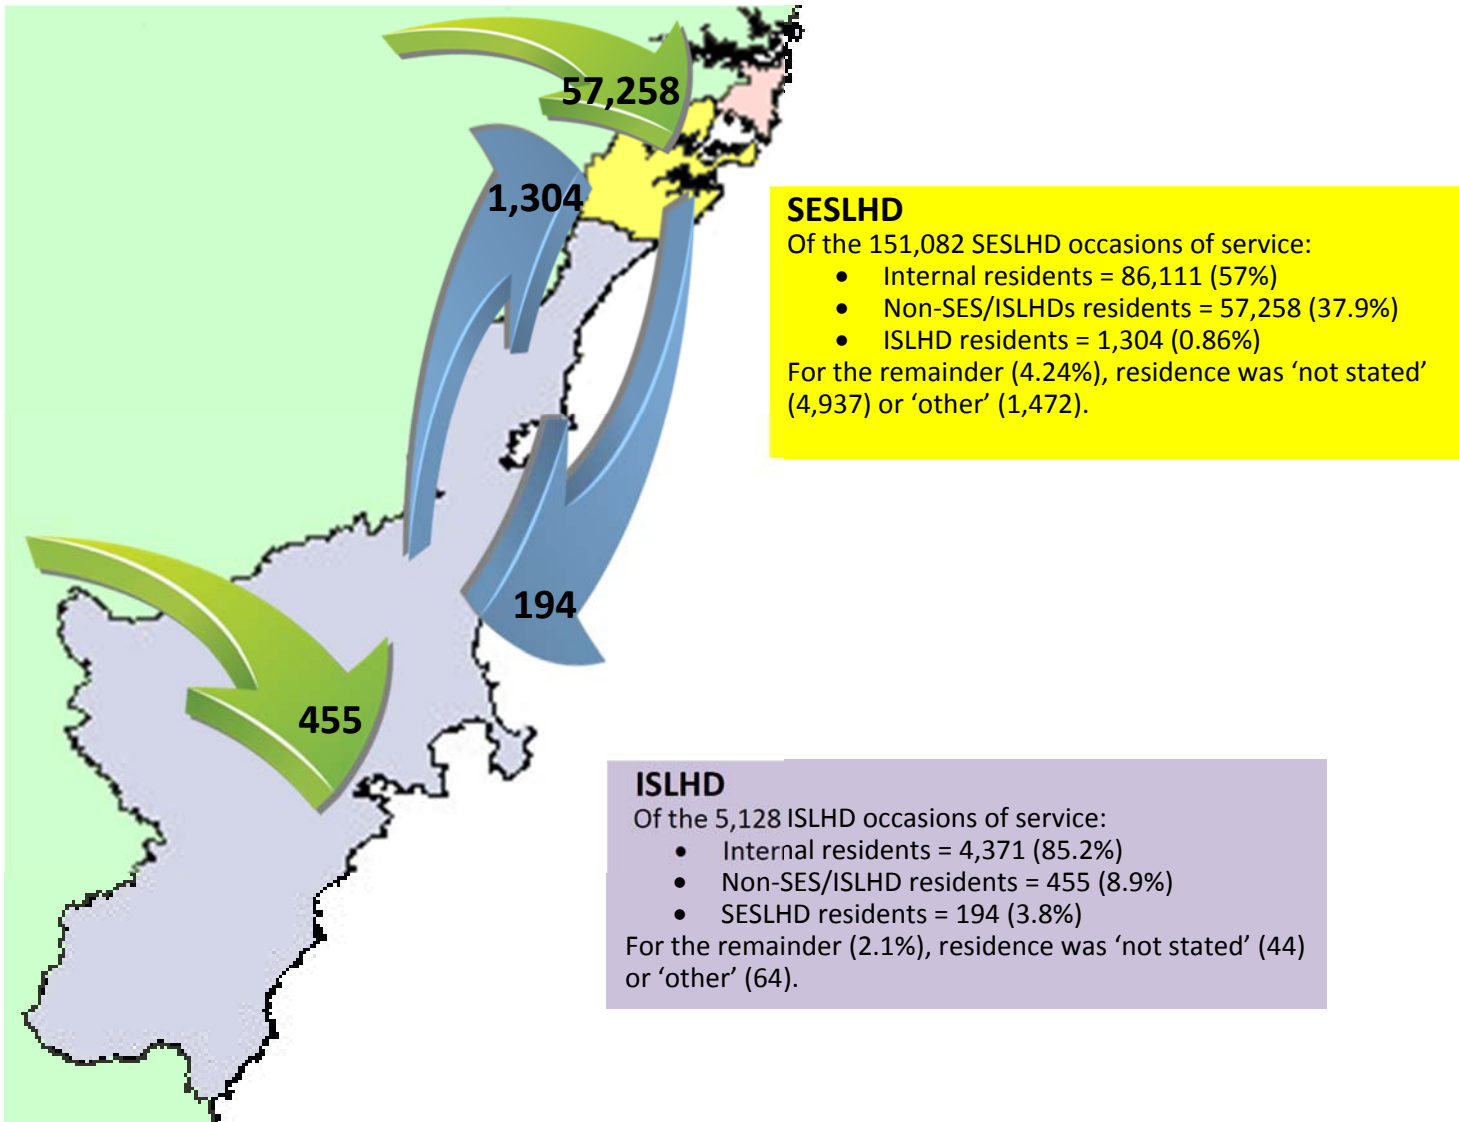 57,258
1,304
SESLHD
Of the 151,082 SESLHD occasions of service:
• Internal residents = 86,111 (57%)
• Non-SES/ISLHDs residents = 57,258 (37.9%)
• ISLHD residents = 1,304 (0.86%)
For the remainder (4.24%), residence was ‘not stated’
(4,937) or ‘other’ (1,472).
194
455
ISLHD
Of the 5,128 ISLHD occasions of service:
• Internal residents = 4,371 (85.2%)
• Non-SES/ISLHD residents = 455 (8.9%)
• SESLHD residents = 194 (3.8%)
For the remainder (2.1%), residence was ‘not stated’ (44)
or ‘other’ (64).